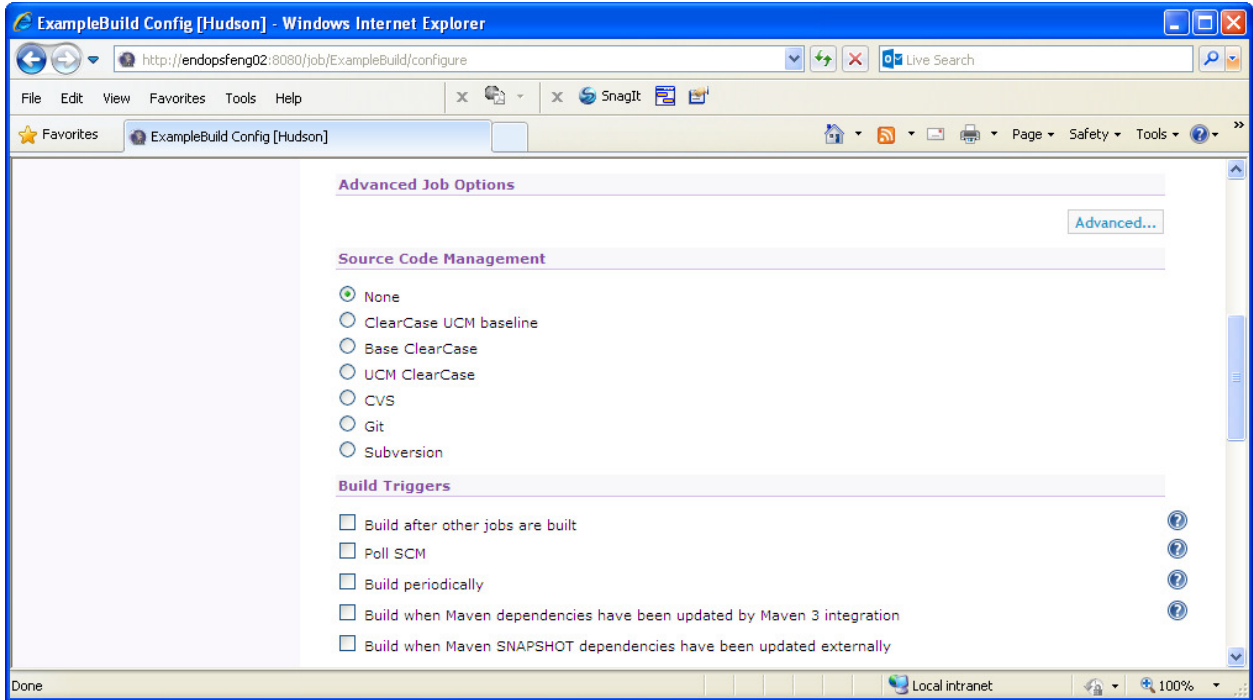 ExampleBuild Config [Hudson] - Windows Internet Explorer
http://endopsfeng02:8080/job/ExampleBuild/configure
Live Search
File Edit View Favorites Tools Help x x SnagIt
Favorites ExampleBuild Config [Hudson] Page Safety Tools »
Advanced Job Options
Advanced...
Source Code Management
None
ClearCase UCM baseline
Base ClearCase
UCM ClearCase
CVS
Git
Subversion
Build Triggers
Build after other jobs are built
Poll SCM
Build periodically
Build when Maven dependencies have been updated by Maven 3 integration
Build when Maven SNAPSHOT dependencies have been updated externally
Done Local intranet 100%